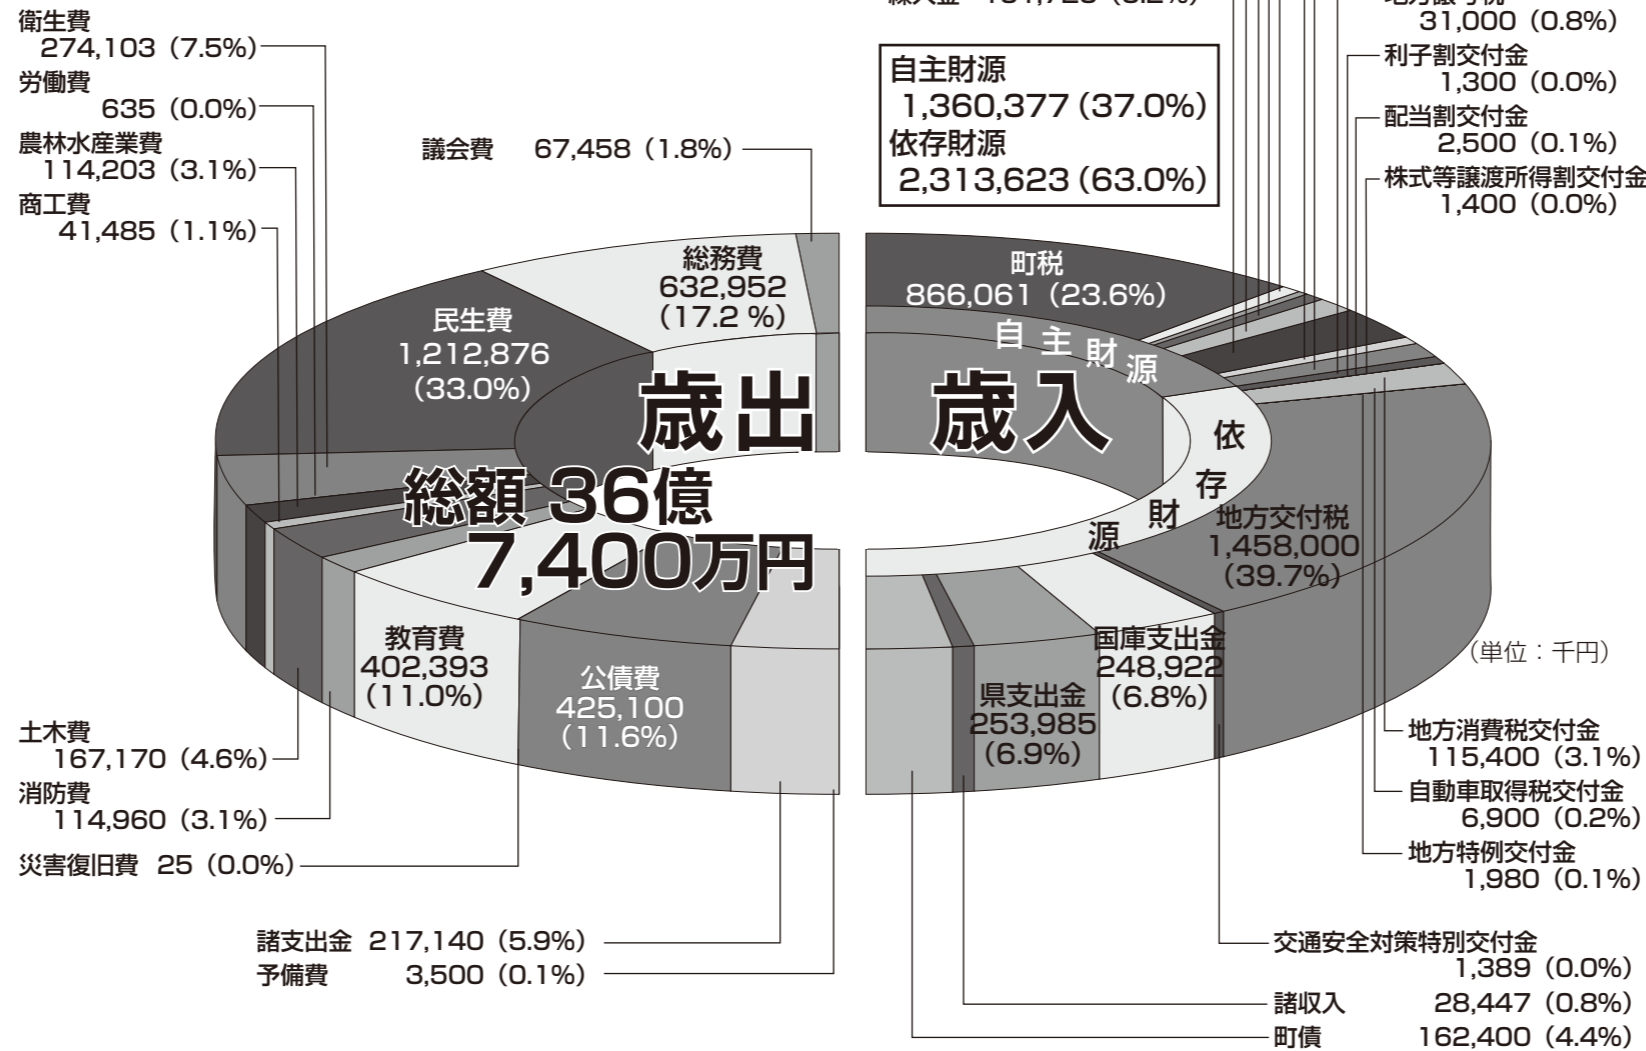 衛生費
274,103（7.5%）
労働費
635（0.0%）
農林水産業費
114,203（3.1%）
商工費
41,485（1.1%）
議会費 67,458（1.8%）
自主財源
1,360,377（37.0%）
依存財源
2,313,623（63.0%）
31,000（0.8%）
利子割交付金
1,300（0.0%）
配当割交付金
2,500（0.1%）
株式等譲渡所得割交付金
1,400（0.0%）
総務費
632,952
（17.2 %）
民生費
1,212,876
（33.0%）
町税
866,061（23.6%）
自主財源
歳出
歳入
総額 36億
7,400万円
依存財源
地方交付税
1,458,000
（39.7%）
（単位：千円）
教育費
402,393
（11.0%）
公債費
425,100
（11.6%）
県支出金
253,985
（6.9%）
国庫支出金
248,922
（6.8%）
土木費
167,170（4.6%）
消防費
114,960（3.1%）
災害復旧費 25（0.0%）
諸支出金 217,140（5.9%）
予備費 3,500（0.1%）
地方消費税交付金
115,400（3.1%）
自動車取得税交付金
6,900（0.2%）
地方特例交付金
1,980（0.1%）
交通安全対策特別交付金
1,389（0.0%）
諸収入 28,447（0.8%）
町債 162,400（4.4%）